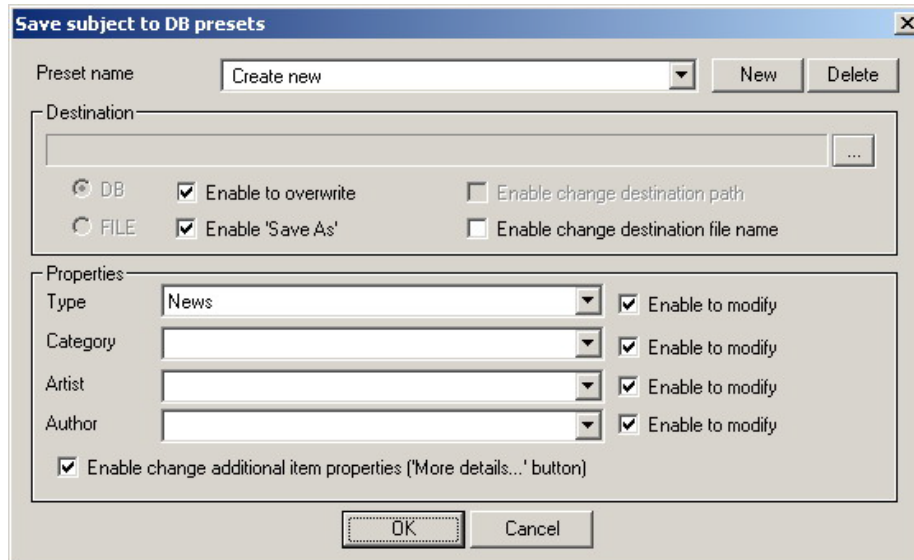 Save subject to DB presets
Preset name Create new New Delete
Destination
...
DB Enable to overwrite Enable change destination path
FILE Enable 'Save As' Enable change destination file name
Properties
Type News Enable to modify
Category Enable to modify
Artist Enable to modify
Author Enable to modify
Enable change additional item properties ('More details...' button)
OK Cancel